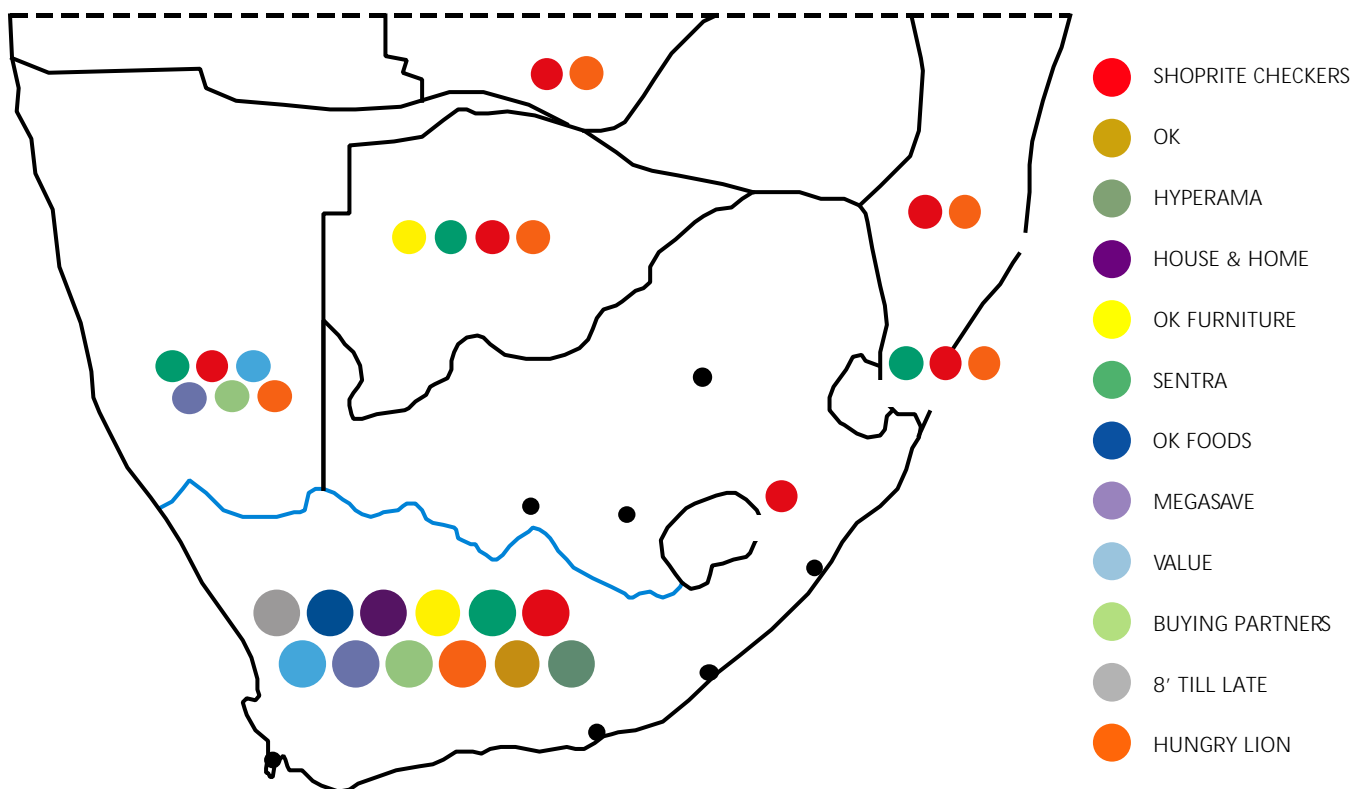 SHOPRITE CHECKERS
OK
HYPERAMA
HOUSE & HOME
OK FURNITURE
SENTRA
OK FOODS
MEGASAVE
VALUE
BUYING PARTNERS
8' TILL LATE
HUNGRY LION